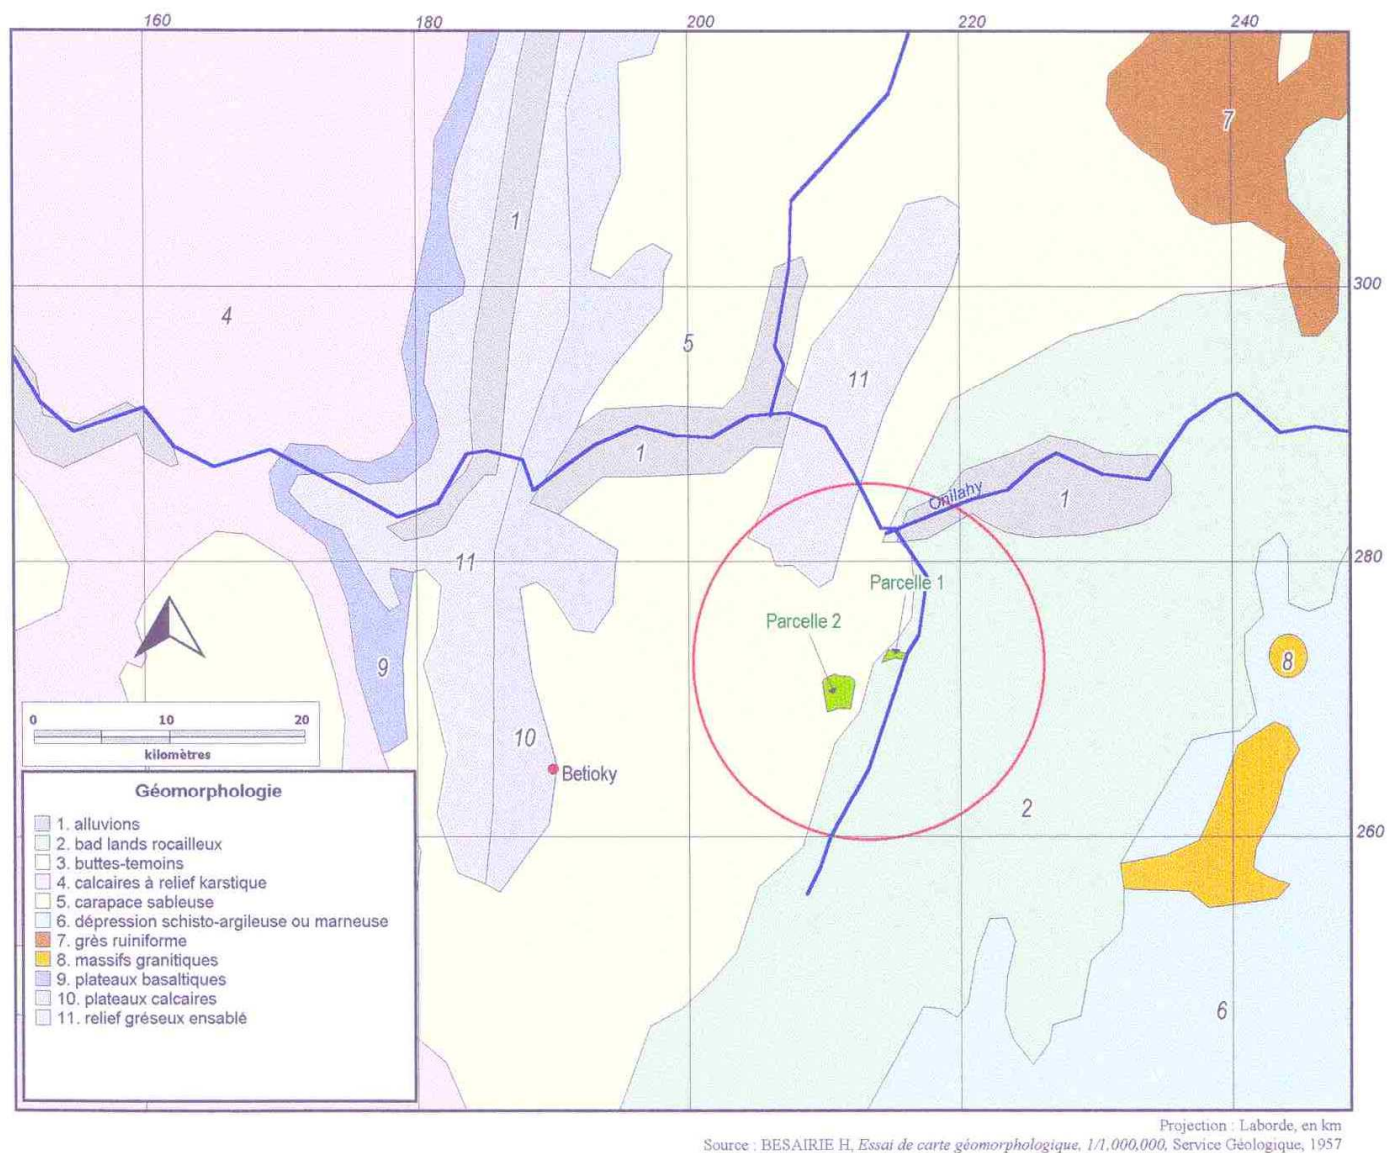 160 180 200 220 240
7
1
1
300
4
5
11
1
Onilahy
1
11
280
Parcelle 1
Parcelle 2
9
8
0 10 20
kilomètres
10
Betioky
2
260
Géomorphologie
1. alluvions
2. bad lands rocailleux
3. buttes-temoins
4. calcaires à relief karstique
5. carapace sableuse
6. dépression schisto-argileuse ou marneuse
7. grès ruiniforme
8. massifs granitiques
9. plateaux basaltiques
10. plateaux calcaires
11. relief gréseux ensablé
6
Projection : Laborde, en km
Source : BESAIRIE H, Essai de carte géomorphologique, 1/1,000,000, Service Géologique, 1957